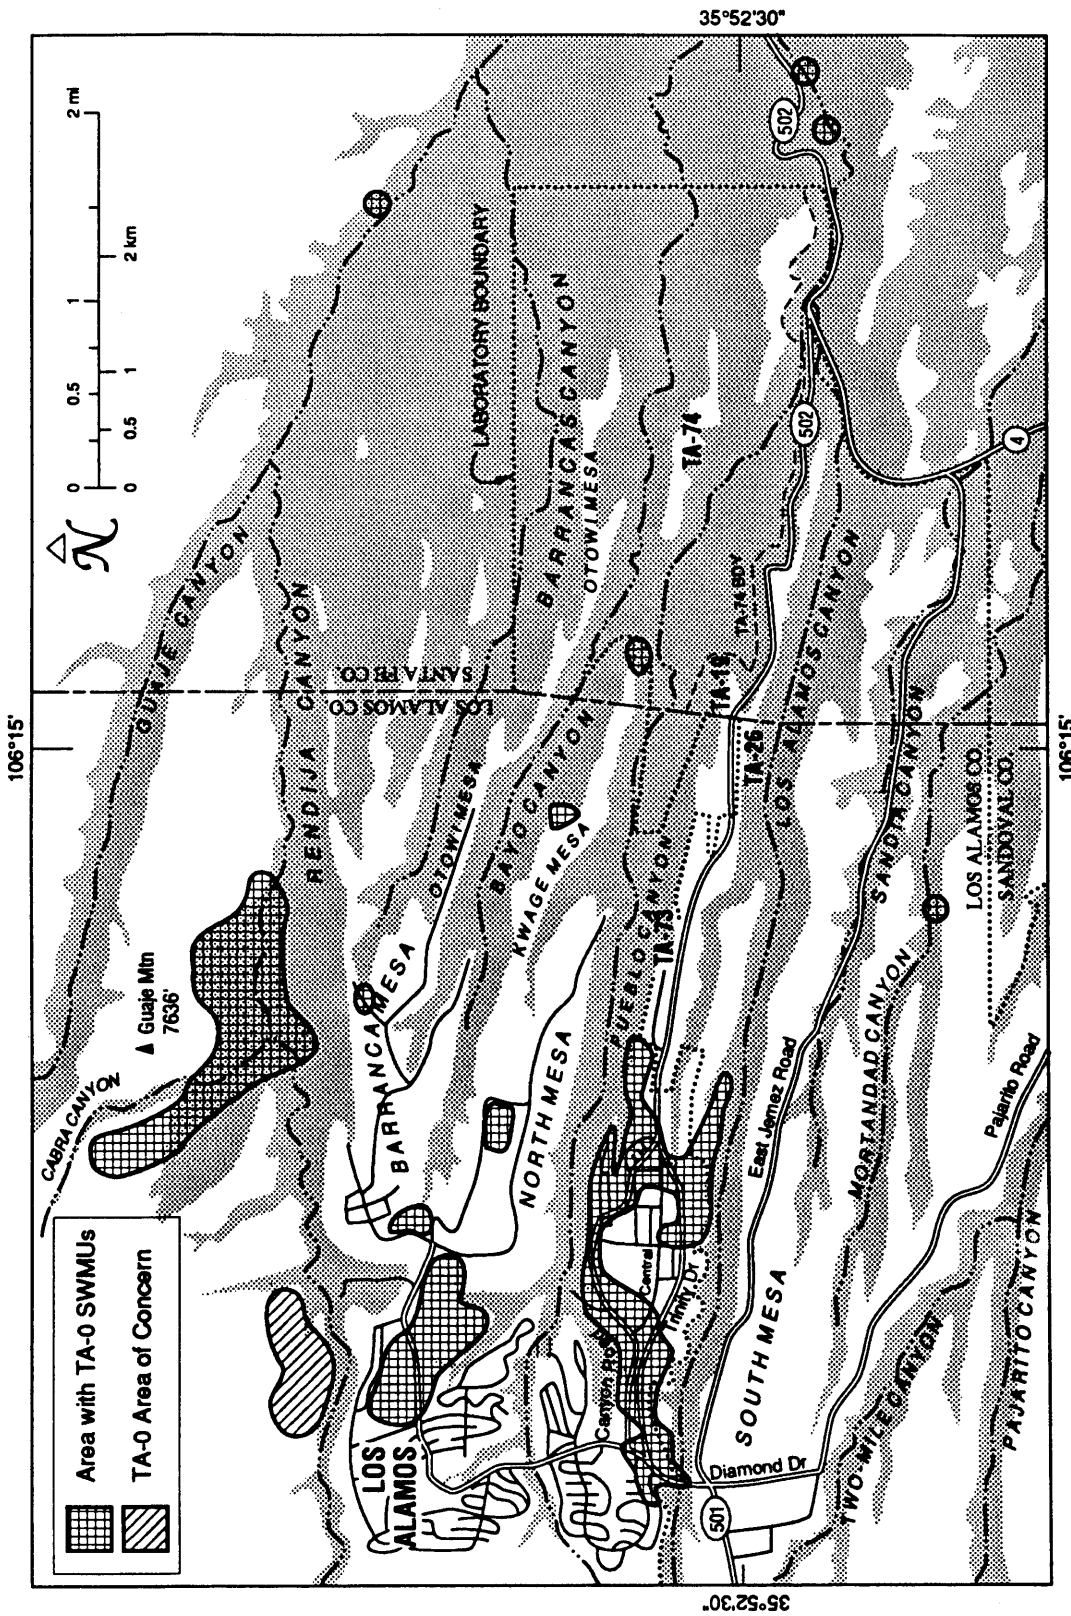 Area with TA-0 SWMUs
TA-0 Area of Concern
106°15'
35°52'30"
N
0 0.5 1 2 mi
0 0.5 1 2 km
CABRA CANYON
Guaje Mtn
7636'
GUAJE CANYON
RENDIJA CANYON
LOS ALAMOS CO.
SANTA FE CO.
LABORATORY BOUNDARY
LOS
ALAMOS
BARRANCA MESA
OTOWI MESA
BAYO CANYON
BARRANCAS CANYON
OTOWI MESA
KWAGE MESA
NORTH MESA
PUEBLO CANYON
TA-73
TA-74
TA-19
TA-74 BDY
TA-26
Canyon Road
Central
Trinity Dr
LOS ALAMOS CANYON
502
502
4
501
Diamond Dr
SOUTH MESA
East Jemez Road
SANDIA CANYON
MORTANDAD CANYON
LOS ALAMOS CO
SANDOVAL CO.
TWO-MILE CANYON
Pajarito Road
PAJARITO CANYON
35°52'30"
106°15'